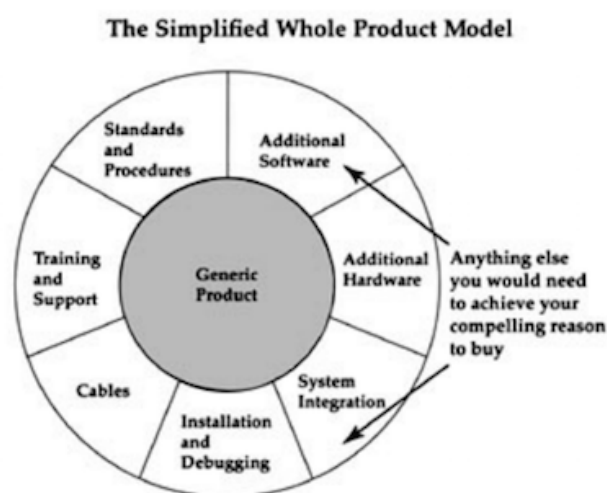 The Simplified Whole Product Model
Standards
and
Procedures
Additional
Software
Training
and
Support
Generic
Product
Additional
Hardware
Anything else
you would need
to achieve your
compelling reason
to buy
Cables
System
Integration
Installation
and
Debugging